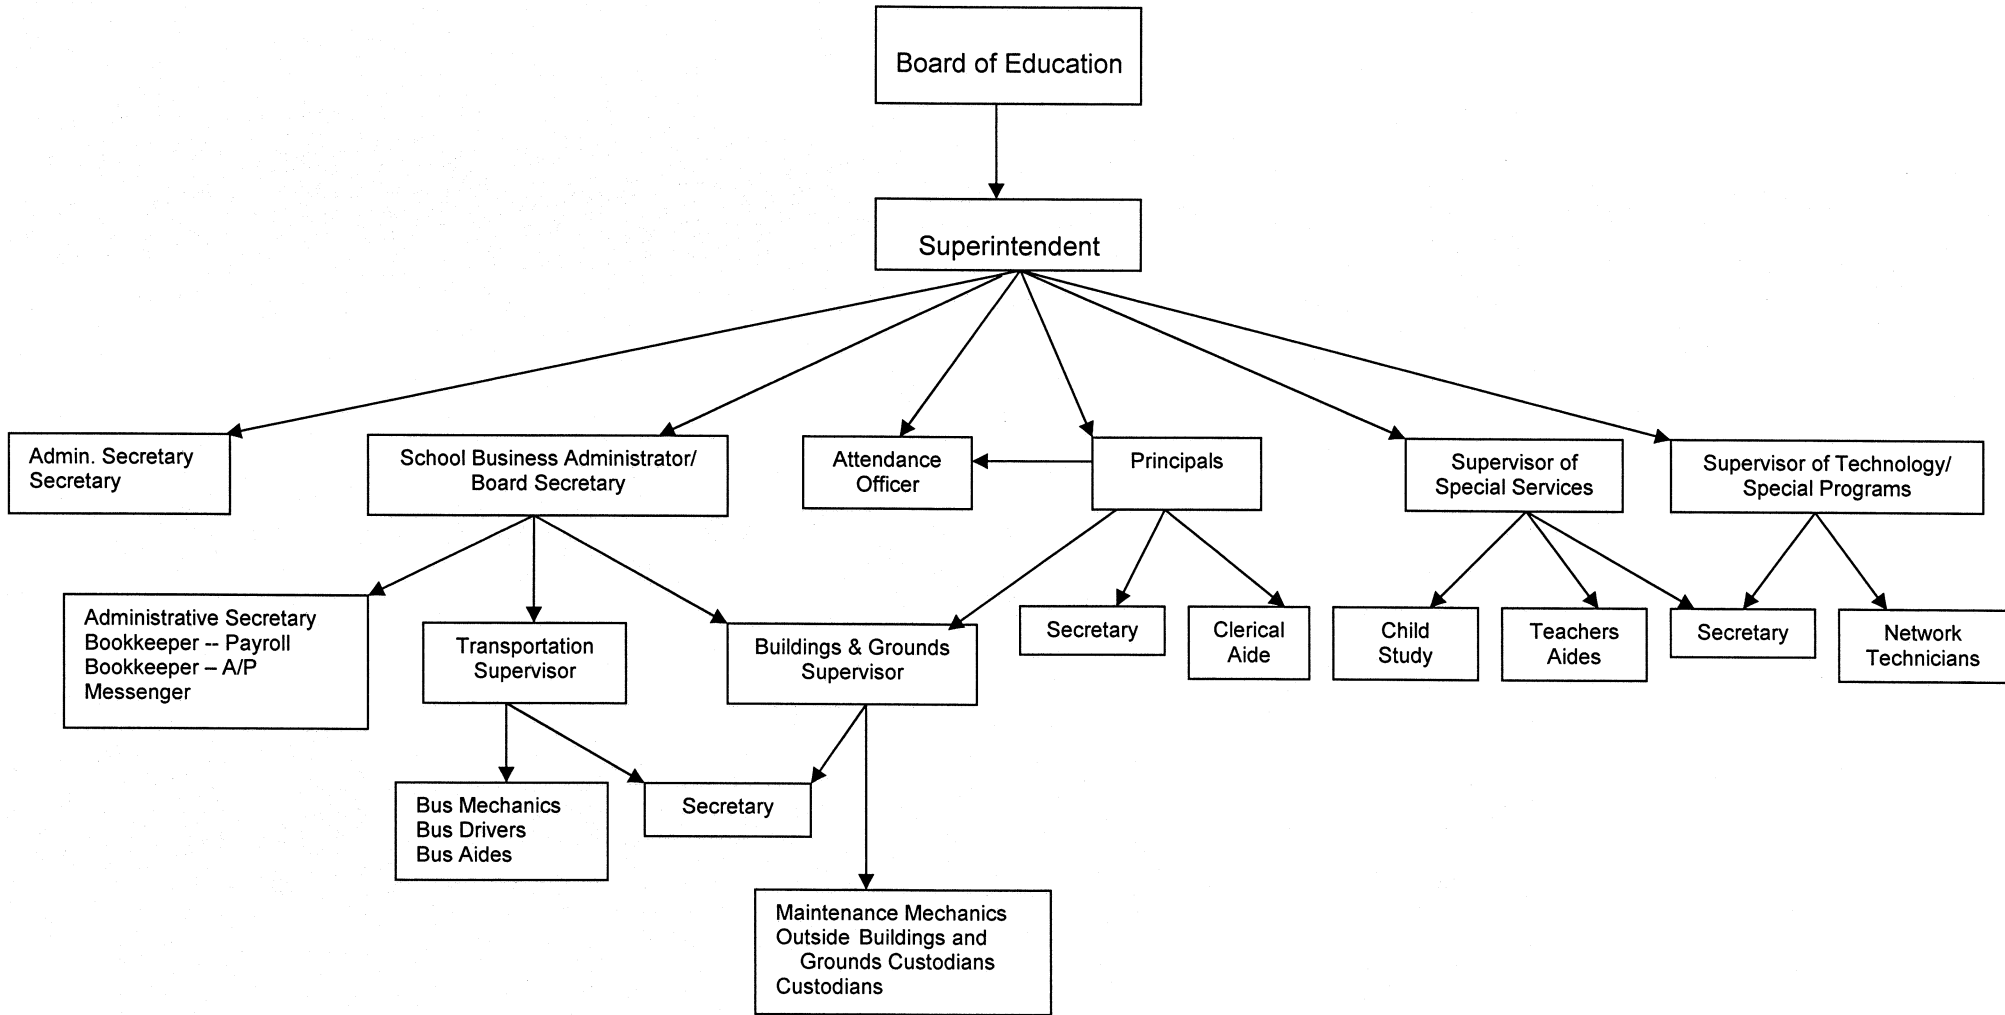 Board of Education
Superintendent
Admin. Secretary
Secretary
School Business Administrator/
Board Secretary
Attendance
Officer
Principals
Supervisor of
Special Services
Supervisor of Technology/
Special Programs
Administrative Secretary
Bookkeeper -- Payroll
Bookkeeper – A/P
Messenger
Transportation
Supervisor
Buildings & Grounds
Supervisor
Secretary
Clerical
Aide
Child
Study
Teachers
Aides
Secretary
Network
Technicians
Bus Mechanics
Bus Drivers
Bus Aides
Secretary
Maintenance Mechanics
Outside Buildings and
Grounds Custodians
Custodians